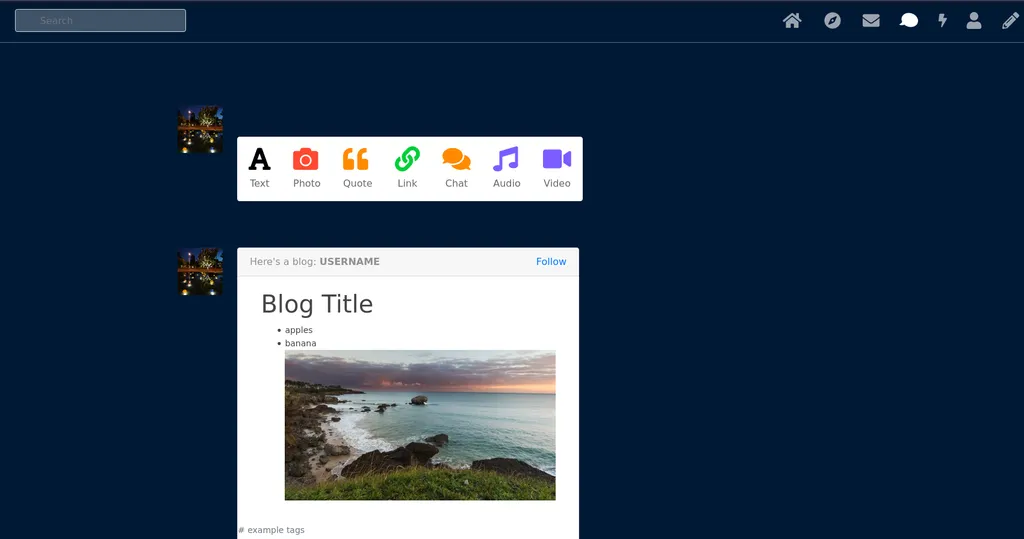 Search
Text Photo Quote Link Chat Audio Video
Here's a blog: USERNAME Follow
Blog Title
• apples
• banana
# example tags